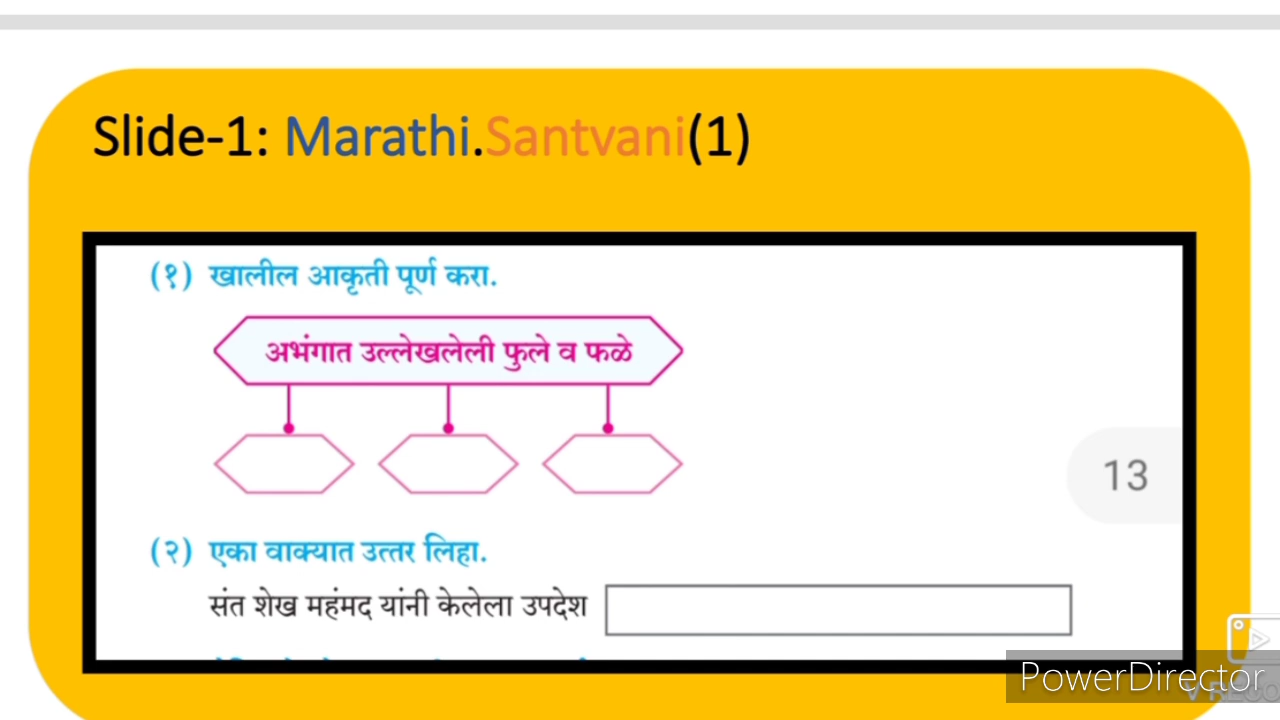 Slide-1: Marathi.Santvani(1)
(१) खालील आकृती पूर्ण करा.
अभंगात उल्लेखलेली फुले व फळे
13
(२) एका वाक्यात उत्तर लिहा.
संत शेख महंमद यांनी केलेला उपदेश
PowerDirector